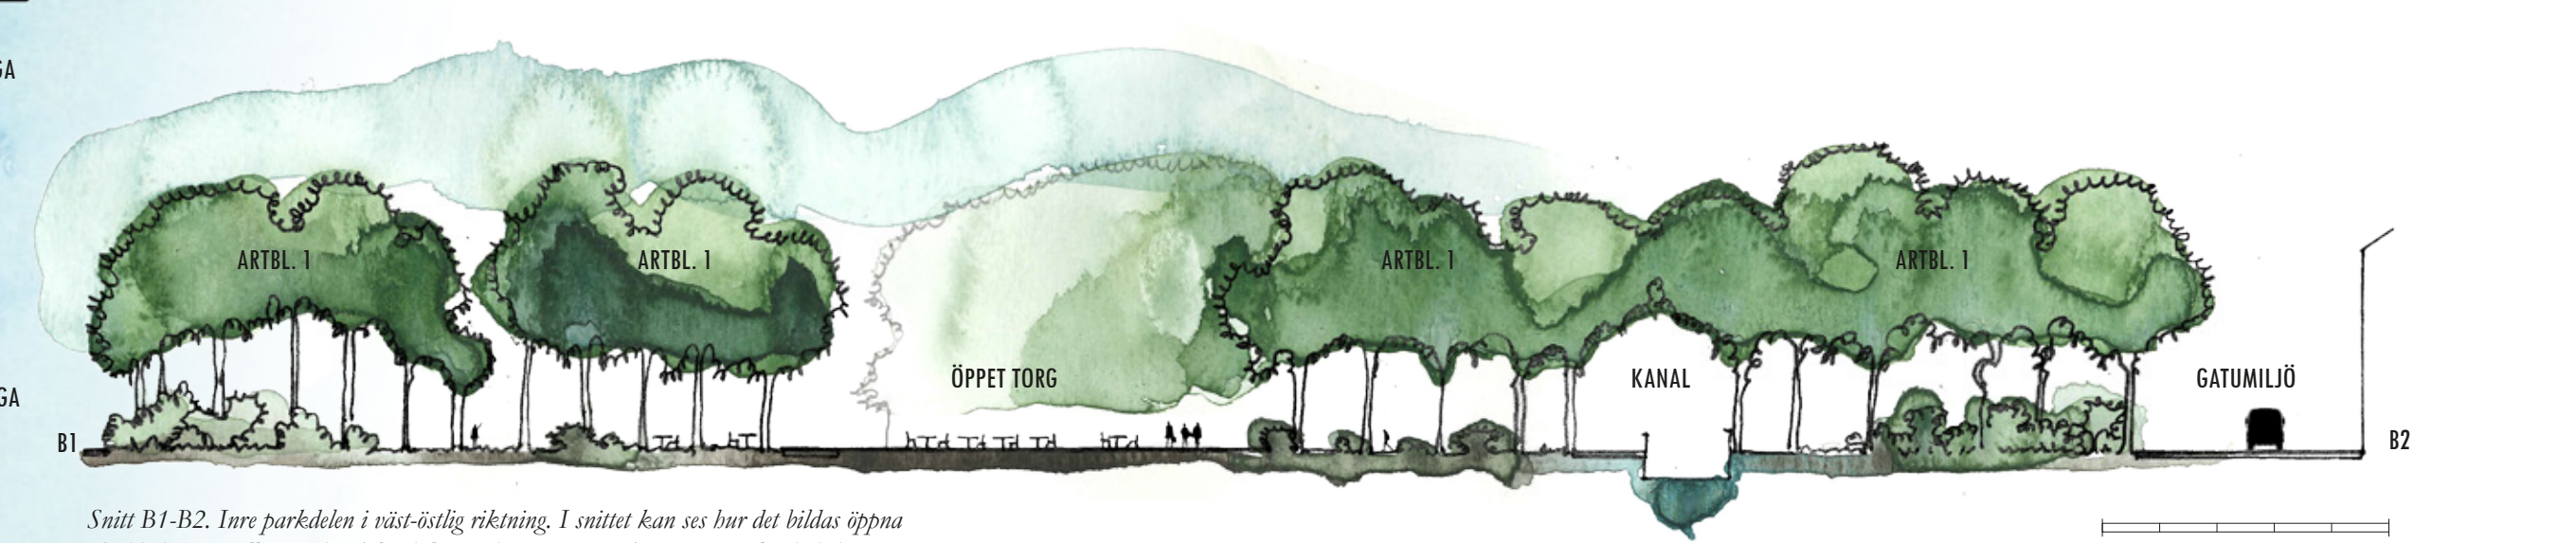 GA
ARTBL. 1
ARTBL. 1
ARTBL. 1
ARTBL. 1
ÖPPET TORG
KANAL
GATUMILJÖ
GA
B1
B2
Snitt B1-B2. Inre parkdelen i väst-östlig riktning. I snittet kan ses hur det bildas öppna